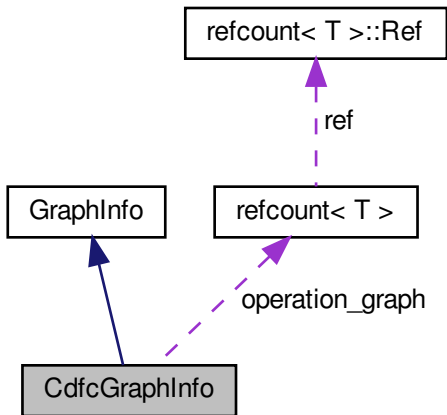 refcount< T >::Ref
ref
GraphInfo
refcount< T >
operation_graph
CdfcGraphInfo